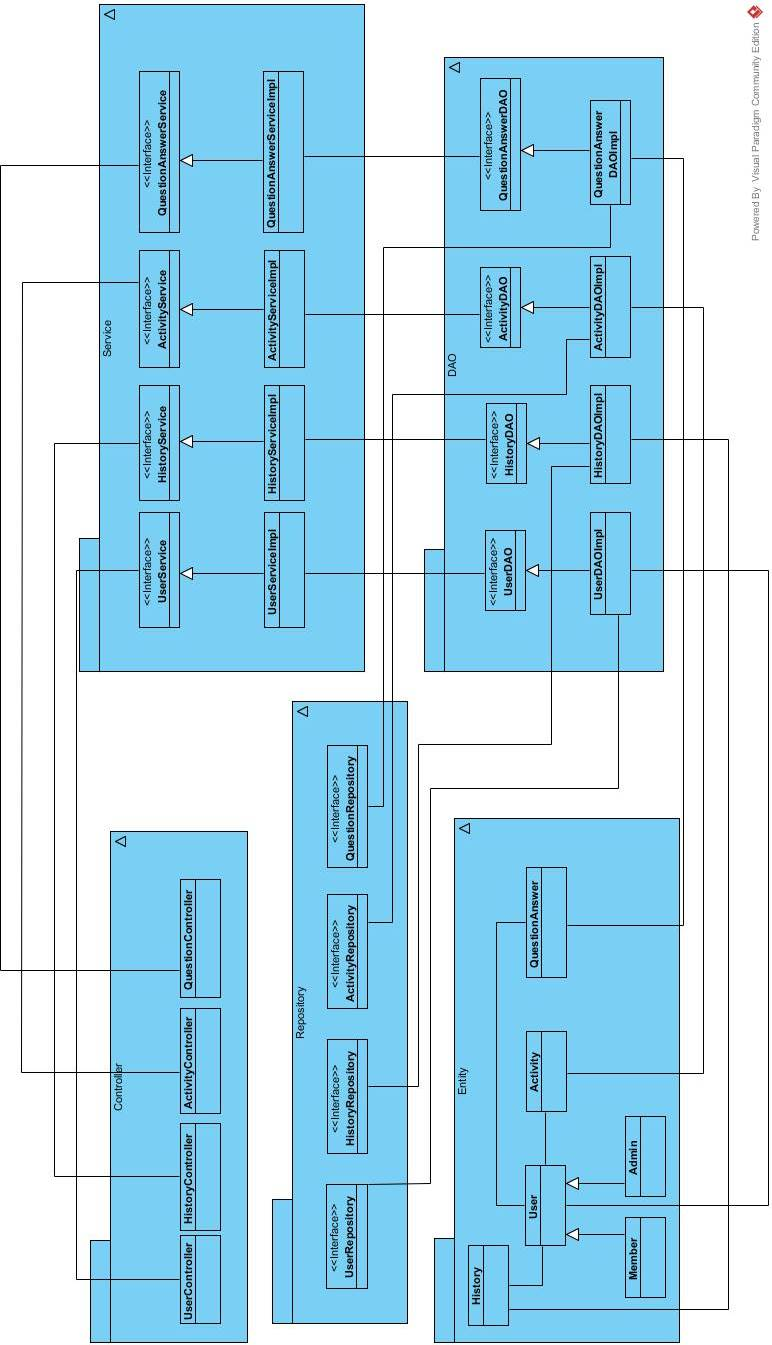 Controller
UserController
HistoryController
ActivityController
QuestionController
Service
<<Interface>>
UserService
<<Interface>>
HistoryService
<<Interface>>
ActivityService
<<Interface>>
QuestionAnswerService
UserServiceImpl
HistoryServiceImpl
ActivityServiceImpl
QuestionAnswerServiceImpl
Repository
<<Interface>>
UserRepository
<<Interface>>
HistoryRepository
<<Interface>>
ActivityRepository
<<Interface>>
QuestionRepository
DAO
<<Interface>>
UserDAO
<<Interface>>
HistoryDAO
<<Interface>>
ActivityDAO
<<Interface>>
QuestionAnswerDAO
UserDAOImpl
HistoryDAOImpl
ActivityDAOImpl
QuestionAnswer
DAOImpl
Entity
History
User
Activity
QuestionAnswer
Member
Admin
Powered By Visual Paradigm Community Edition